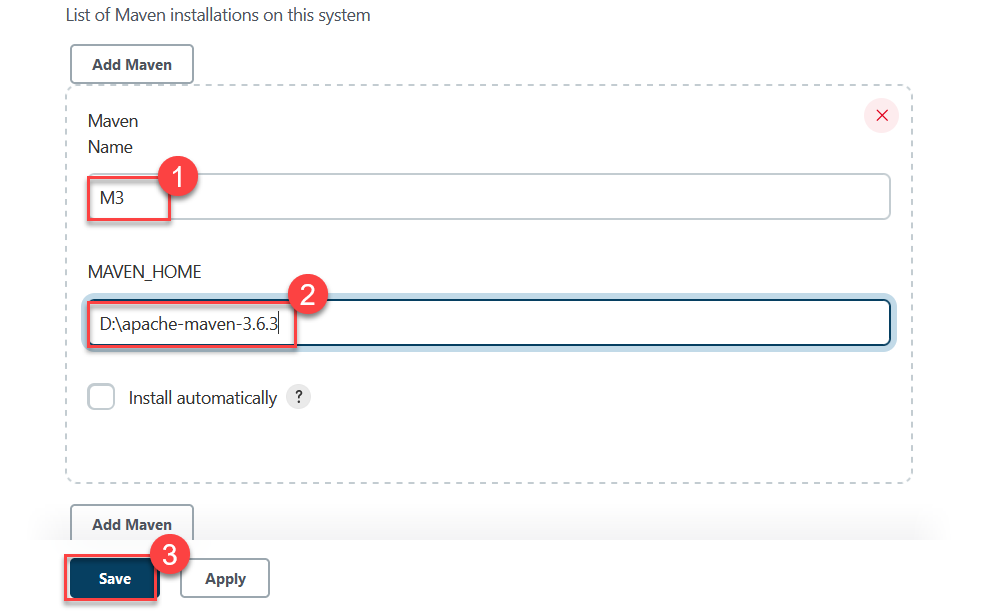 List of Maven installations on this system
Add Maven
Maven
Name
1
M3
MAVEN_HOME
2
D:\apache-maven-3.6.3
Install automatically ?
Add Maven
3
Save Apply